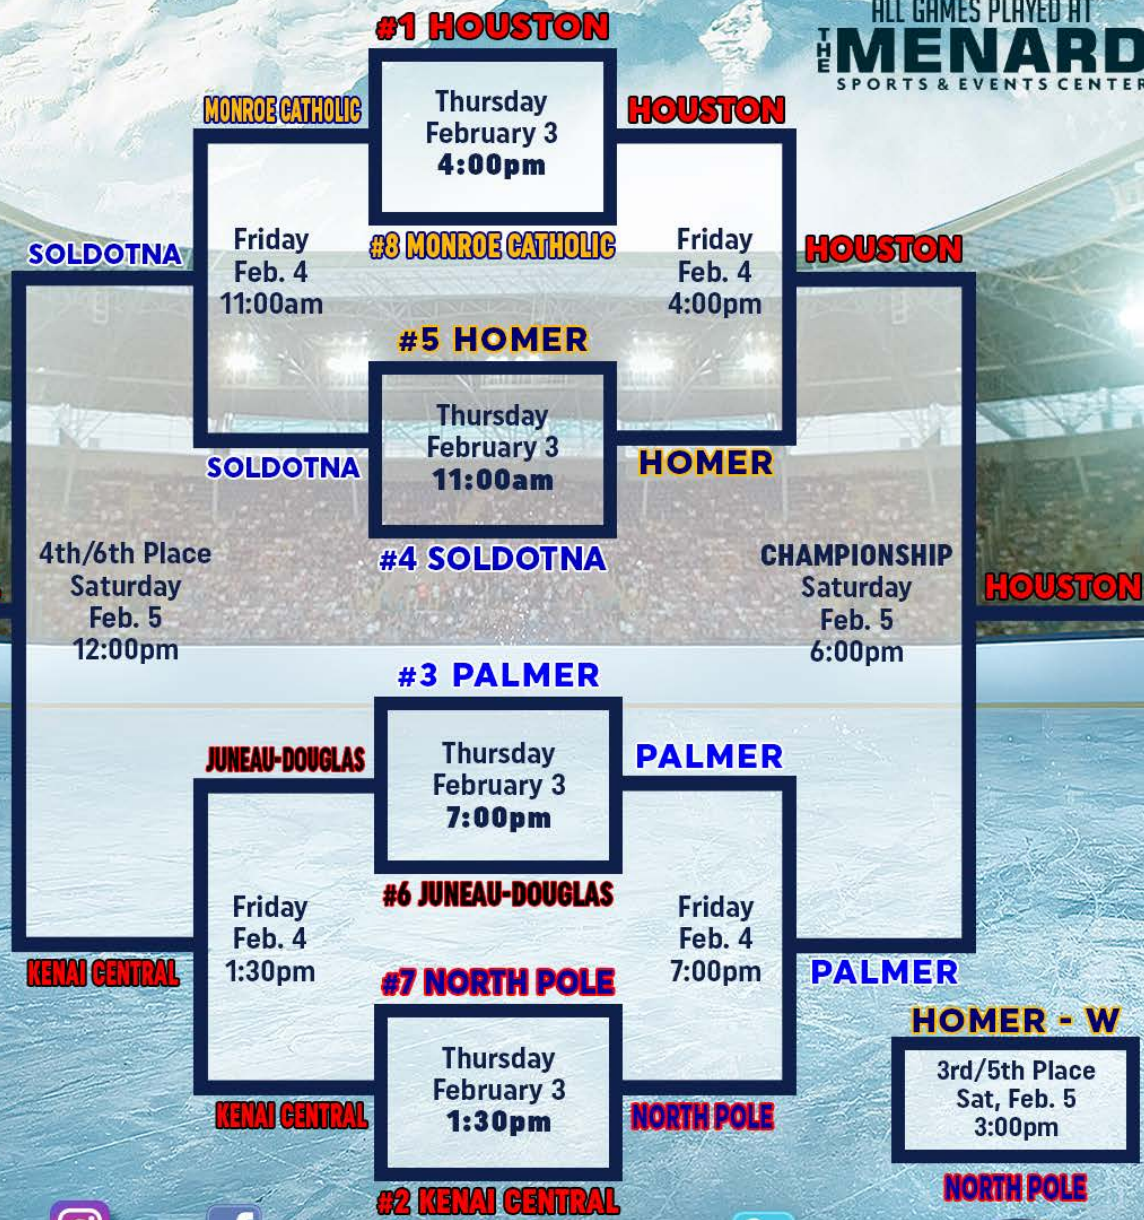 ALL GAMES PLAYED AT
THE MENARD
SPORTS & EVENTS CENTER
#1 HOUSTON
Thursday
February 3
4:00pm
#8 MONROE CATHOLIC
MONROE CATHOLIC
Friday
Feb. 4
11:00am
SOLDOTNA
HOUSTON
Friday
Feb. 4
4:00pm
HOMER
#5 HOMER
Thursday
February 3
11:00am
#4 SOLDOTNA
SOLDOTNA
4th/6th Place
Saturday
Feb. 5
12:00pm
KENAI CENTRAL
HOUSTON
CHAMPIONSHIP
Saturday
Feb. 5
6:00pm
PALMER
HOUSTON
#3 PALMER
Thursday
February 3
7:00pm
#6 JUNEAU-DOUGLAS
JUNEAU-DOUGLAS
Friday
Feb. 4
1:30pm
KENAI CENTRAL
PALMER
Friday
Feb. 4
7:00pm
NORTH POLE
#7 NORTH POLE
Thursday
February 3
1:30pm
#2 KENAI CENTRAL
HOMER - W
3rd/5th Place
Sat, Feb. 5
3:00pm
NORTH POLE